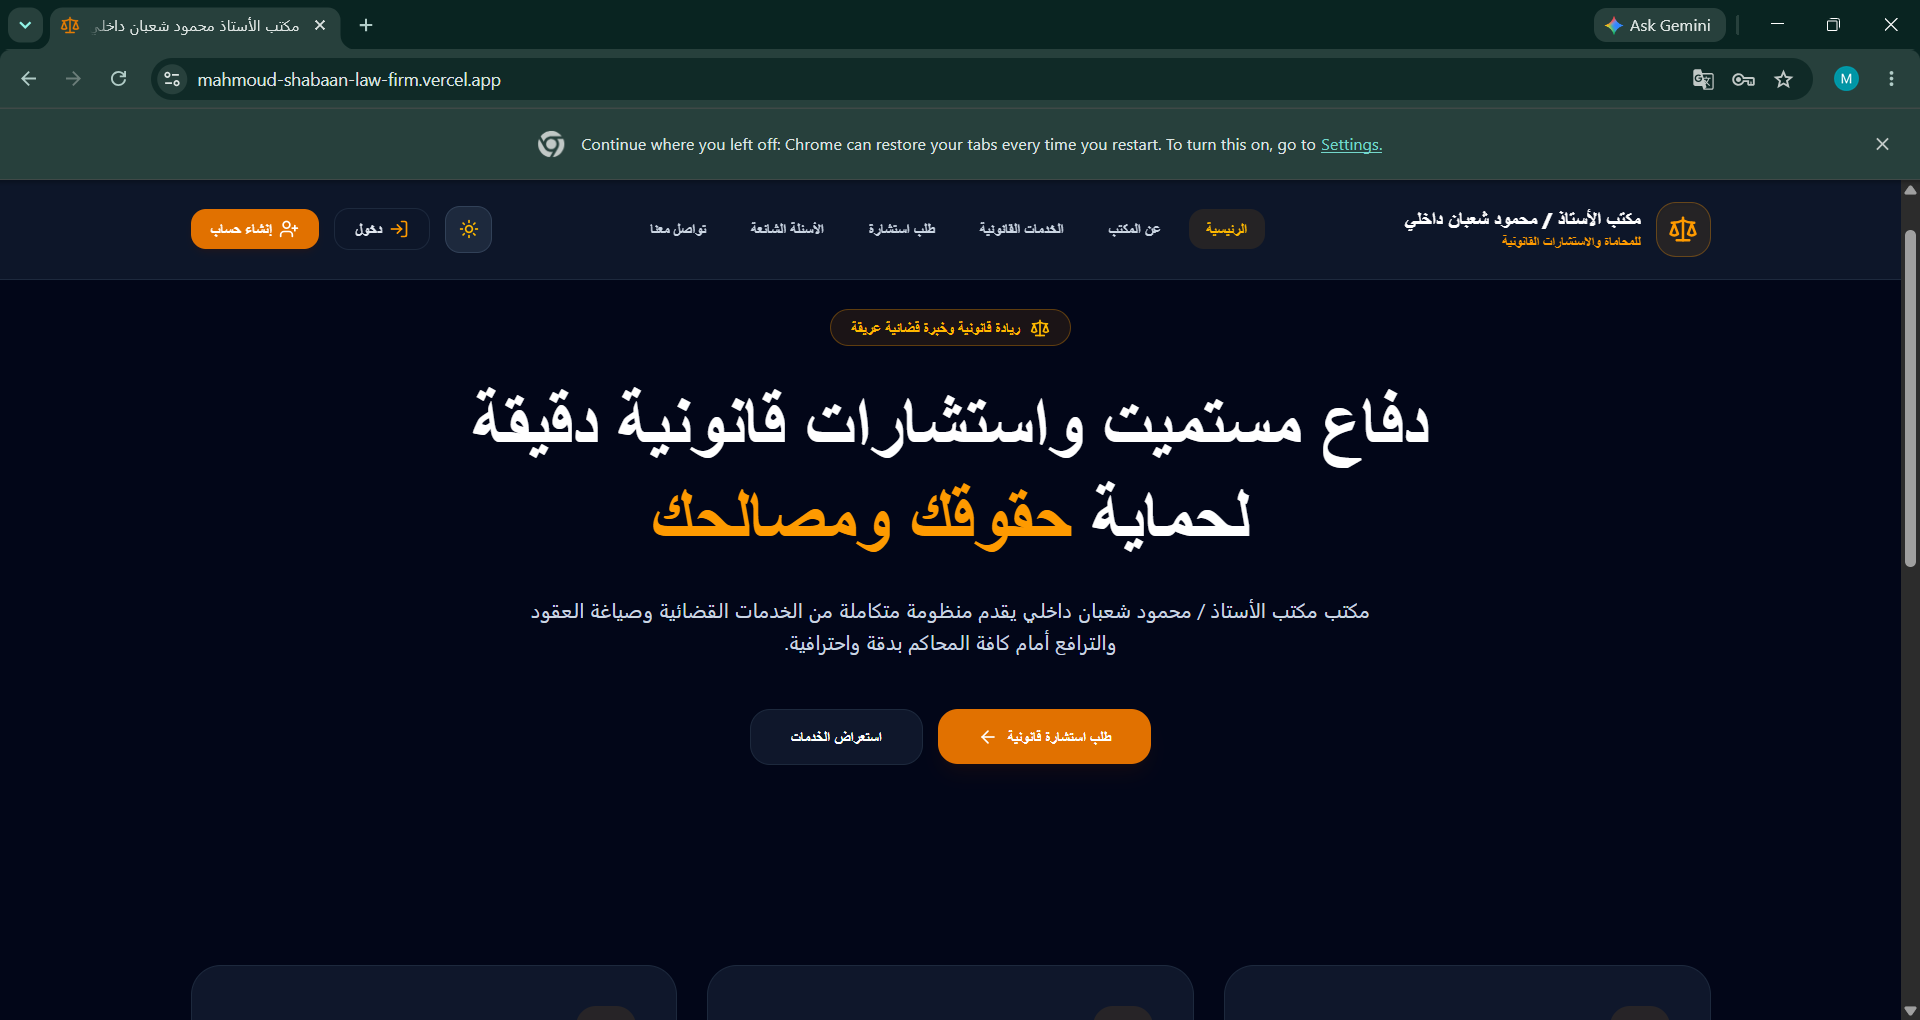 مكتب الأستاذ محمود شعبان داخلي
Ask Gemini
mahmoud-shabaan-law-firm.vercel.app
M
Continue where you left off: Chrome can restore your tabs every time you restart. To turn this on, go to Settings.
مكتب الأستاذ / محمود شعبان داخلي
للمحاماة والاستشارات القانونية
الرئيسية
عن المكتب
الخدمات القانونية
طلب استشارة
الأسئلة الشائعة
تواصل معنا
دخول
إنشاء حساب
ريادة قانونية وخبرة قضائية عريقة
دفاع مستميت واستشارات قانونية دقيقة
لحماية حقوقك ومصالحك
مكتب مكتب الأستاذ / محمود شعبان داخلي يقدم منظومة متكاملة من الخدمات القضائية وصياغة العقود
والترافع أمام كافة المحاكم بدقة واحترافية.
طلب استشارة قانونية
استعراض الخدمات